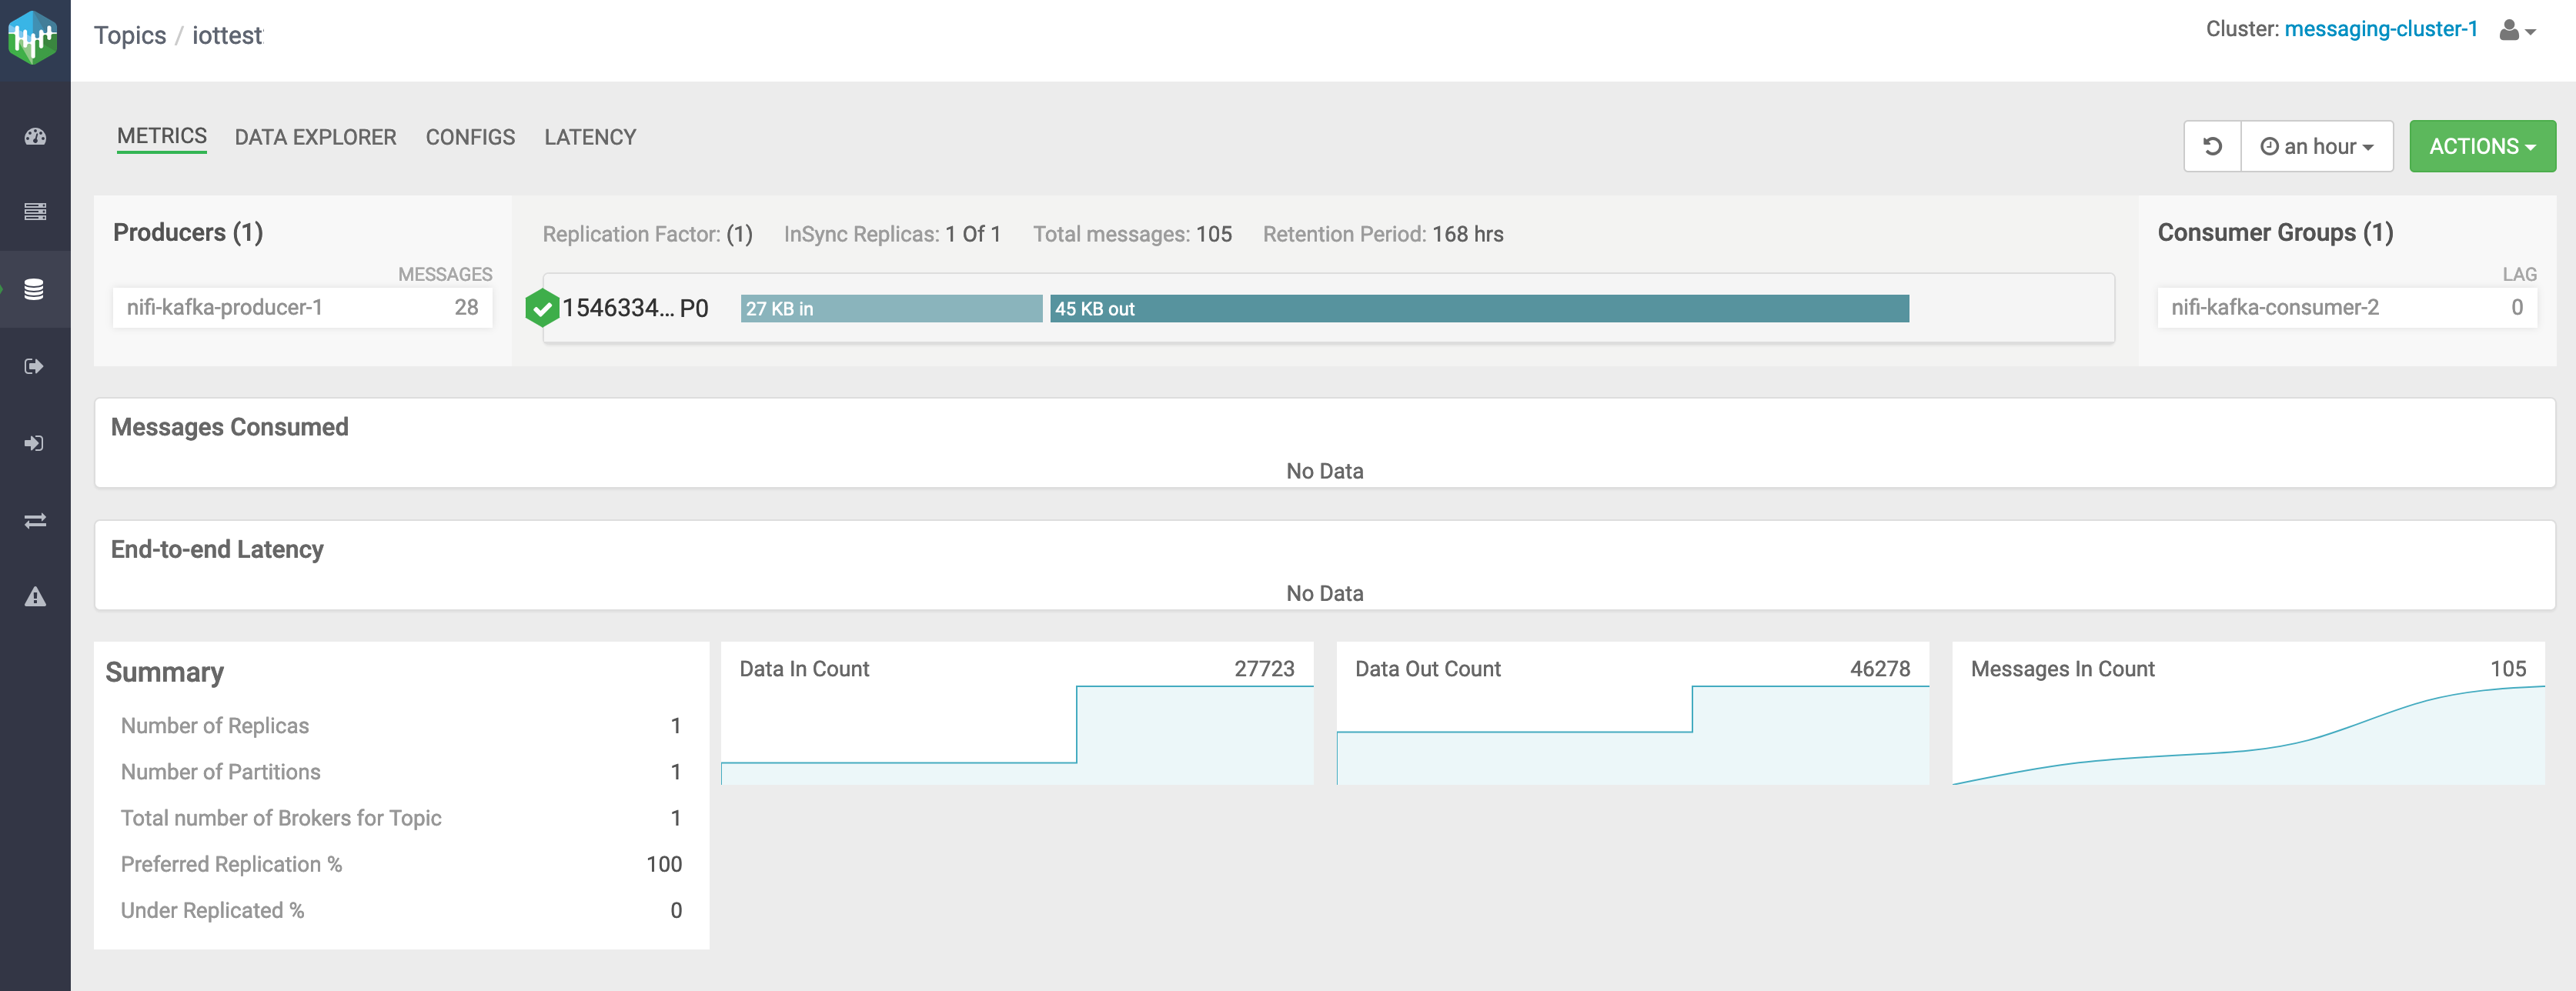 Topics / iottest
Cluster: messaging-cluster-1
METRICS DATA EXPLORER CONFIGS LATENCY
an hour
ACTIONS
Producers (1)
MESSAGES
nifi-kafka-producer-1 28
Replication Factor: (1) InSync Replicas: 1 Of 1 Total messages: 105 Retention Period: 168 hrs
1546334... P0 27 KB in 45 KB out
Consumer Groups (1)
LAG
nifi-kafka-consumer-2 0
Messages Consumed
No Data
End-to-end Latency
No Data
Summary
Number of Replicas 1
Number of Partitions 1
Total number of Brokers for Topic 1
Preferred Replication % 100
Under Replicated % 0
Data In Count 27723
Data Out Count 46278
Messages In Count 105